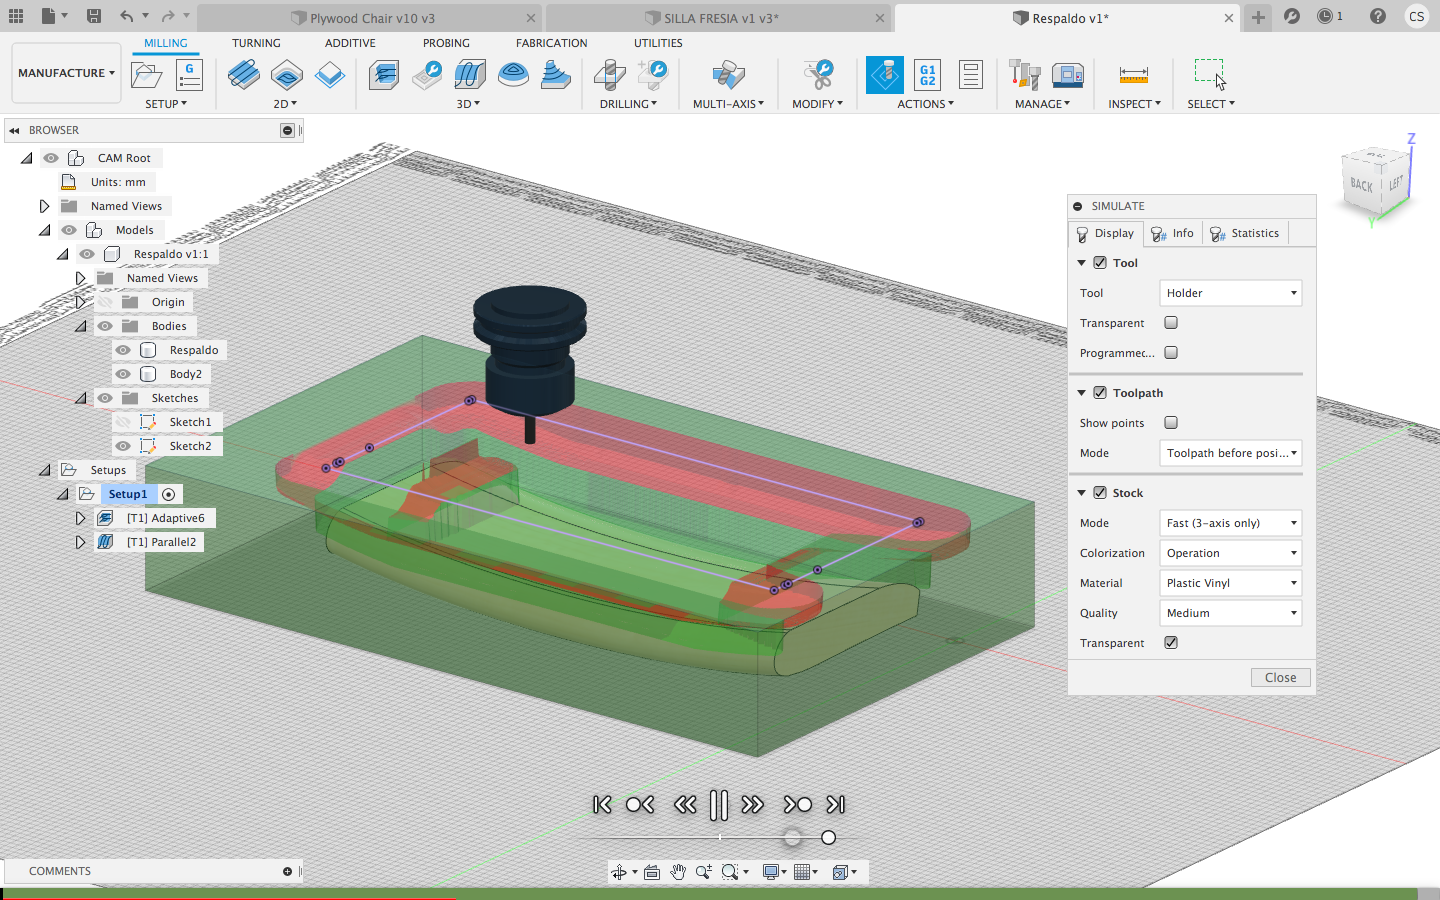 Plywood Chair v10 v3
SILLA FRESIA v1 v3*
Respaldo v1*
1
CS
MANUFACTURE
MILLING
TURNING
ADDITIVE
PROBING
FABRICATION
UTILITIES
G
G1
G2
SETUP
2D
3D
DRILLING
MULTI-AXIS
MODIFY
ACTIONS
MANAGE
INSPECT
SELECT
BROWSER
CAM Root
Units: mm
Named Views
Models
Respaldo v1:1
Named Views
Origin
Bodies
Respaldo
Body2
Sketches
Sketch1
Sketch2
Setups
Setup1
[T1] Adaptive6
[T1] Parallel2
Z
BACK
LEFT
Y
SIMULATE
Display
Info
Statistics
Tool
Tool
Holder
Transparent
Programmec...
Toolpath
Show points
Mode
Toolpath before posi...
Stock
Mode
Fast (3-axis only)
Colorization
Operation
Material
Plastic Vinyl
Quality
Medium
Transparent
Close
COMMENTS